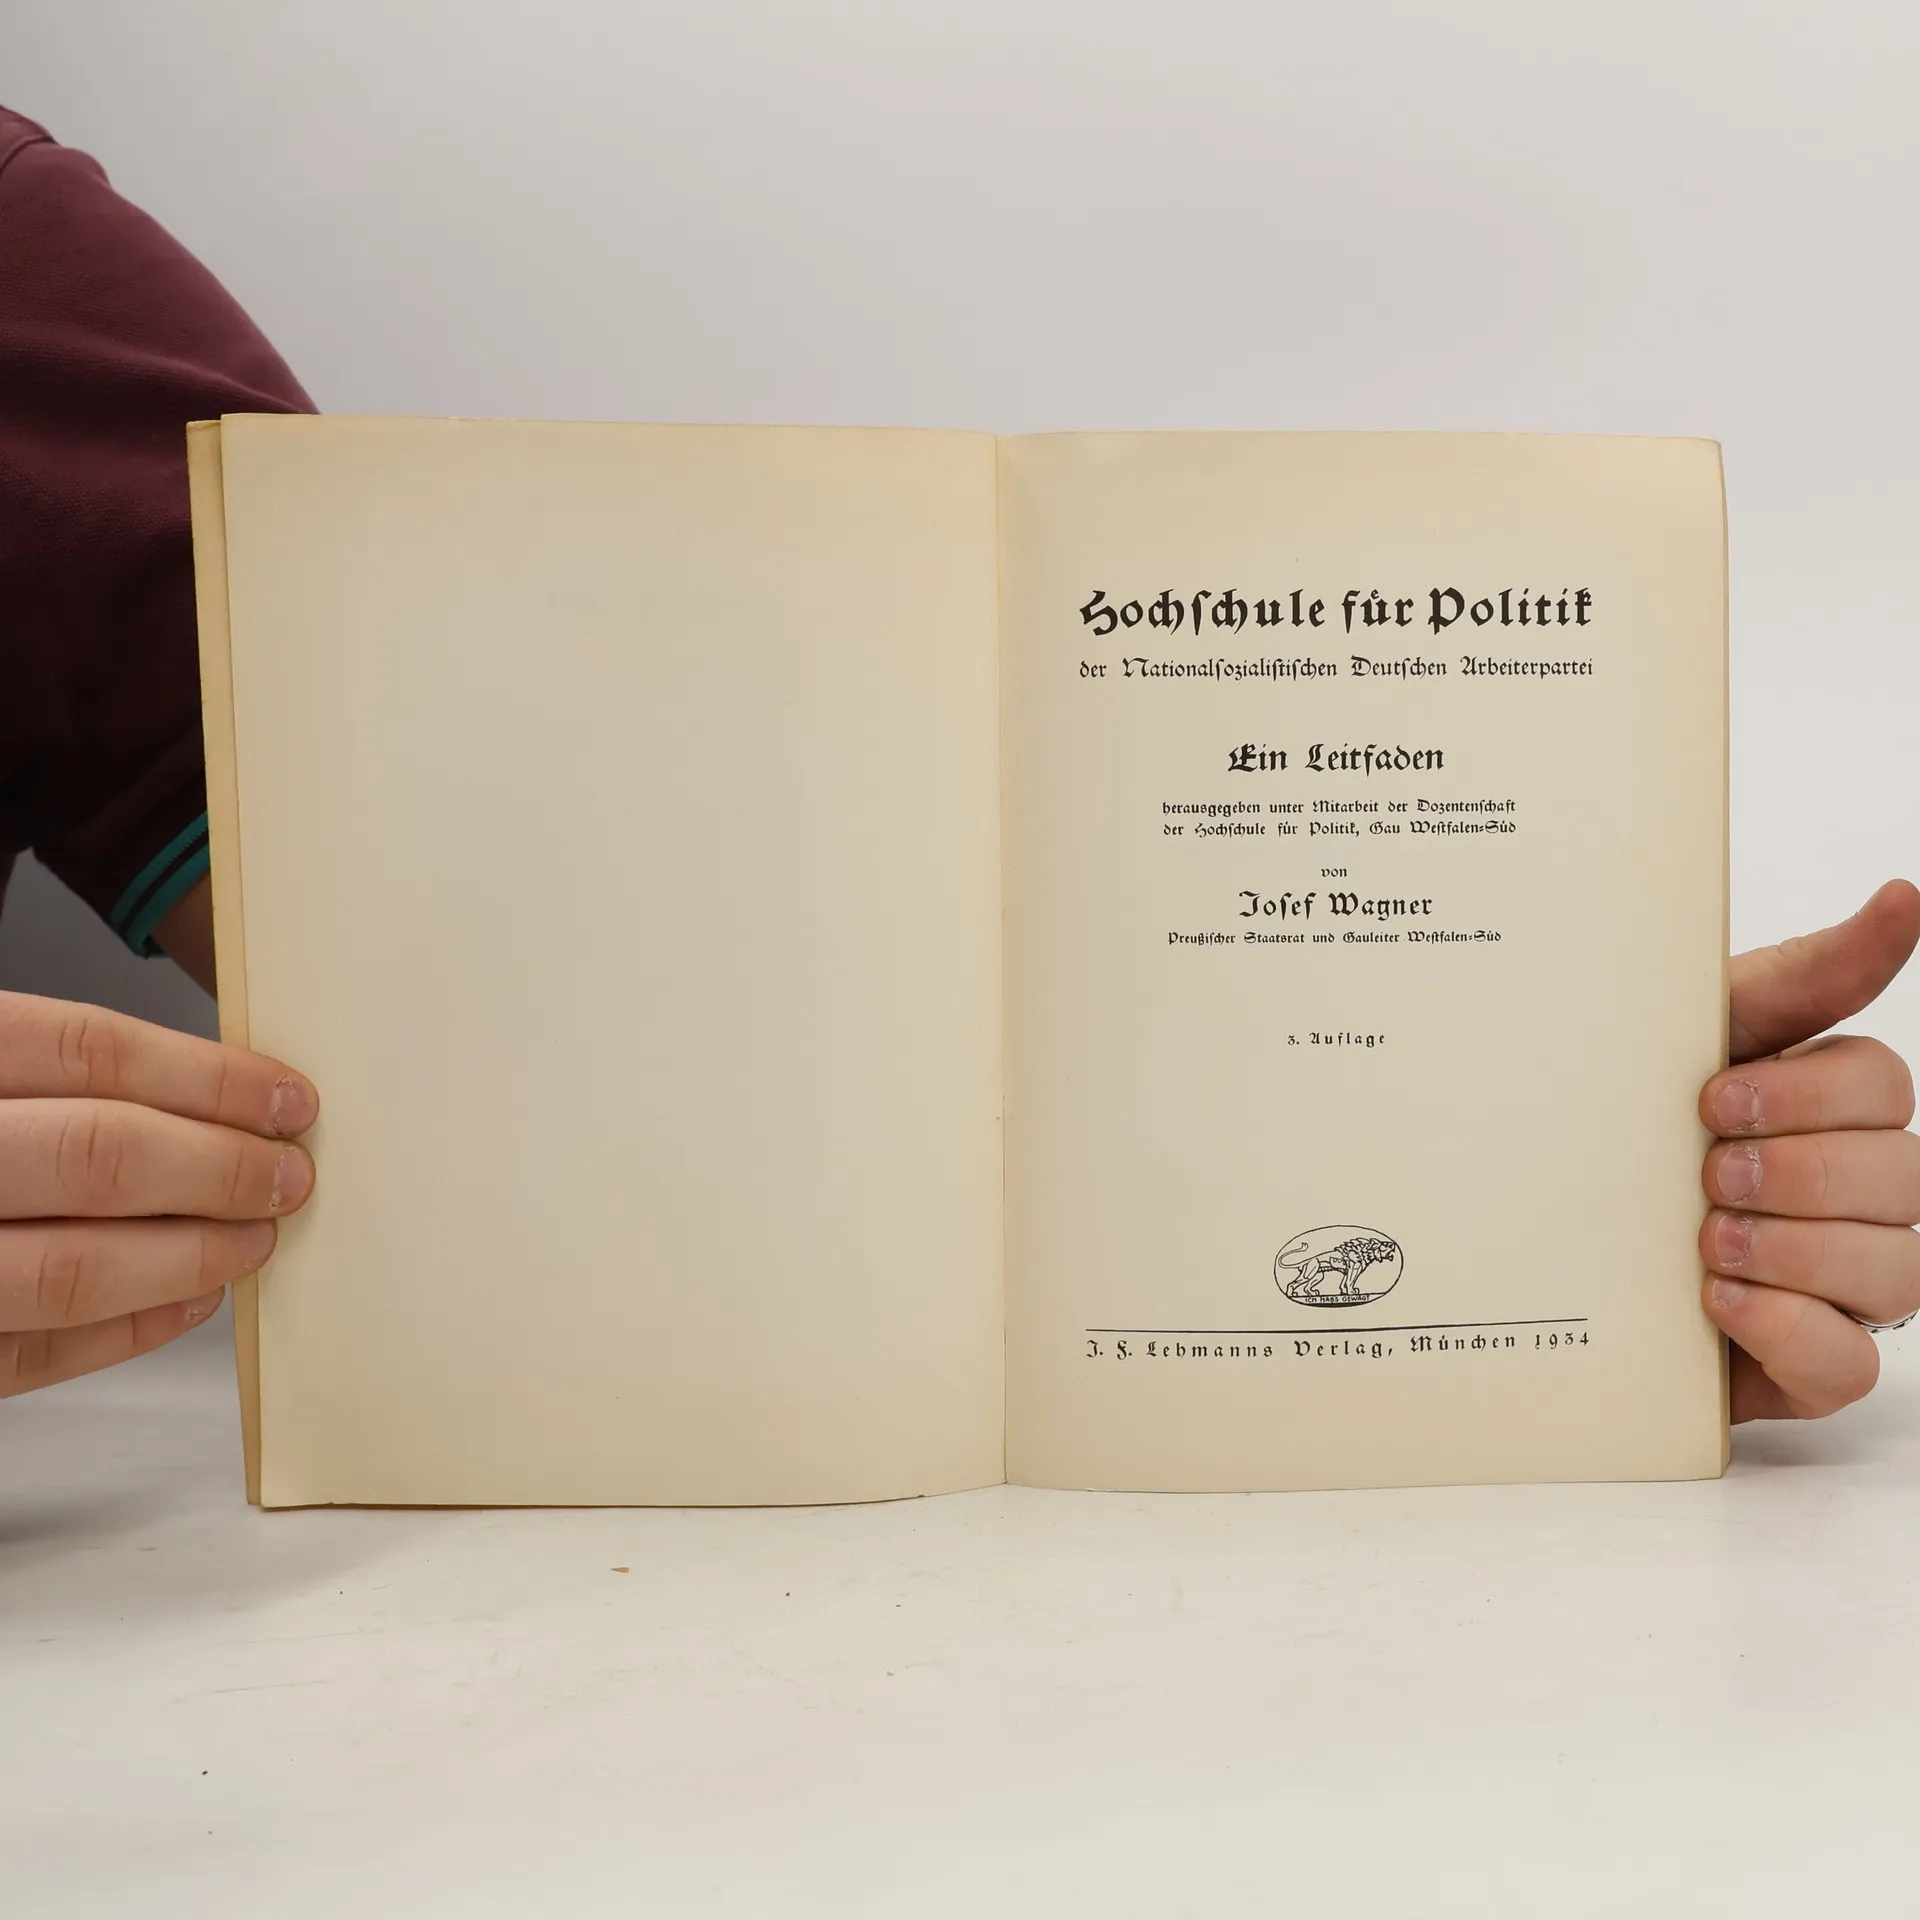 Hochschule für Politik
der Nationalsozialistischen Deutschen Arbeiterpartei
Ein Leitfaden
herausgegeben unter Mitarbeit der Dozentenschaft
der Hochschule für Politik, Gau Westfalen-Süd
von
Josef Wagner
Preußischer Staatsrat und Gauleiter Westfalen-Süd
3. Auflage
ICH HABS GEWAGT
J. F. Lehmanns Verlag, München 1934